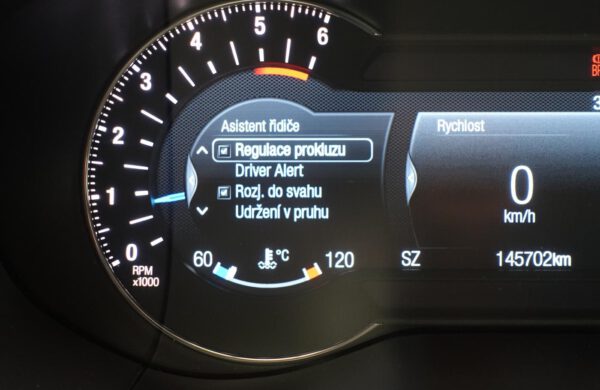 6
5
4
3
2
1
0
RPM
x1000
Asistent řidiče
Regulace prokluzu
Driver Alert
Rozj. do svahu
Udržení v pruhu
60
°C
120
Rychlost
0
km/h
SZ
145702km